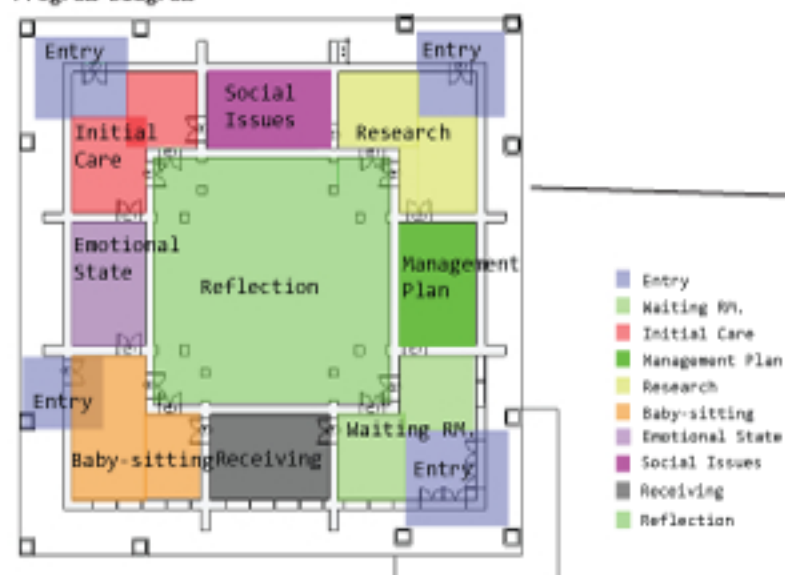 Entry
Entry
Social
Issues
Initial
Care
Research
Emotional
State
Reflection
Management
Plan
Entry
Waiting RM.
Baby-sitting
Receiving
Entry
Entry
Waiting RM.
Initial Care
Management Plan
Research
Baby-sitting
Emotional State
Social Issues
Receiving
Reflection